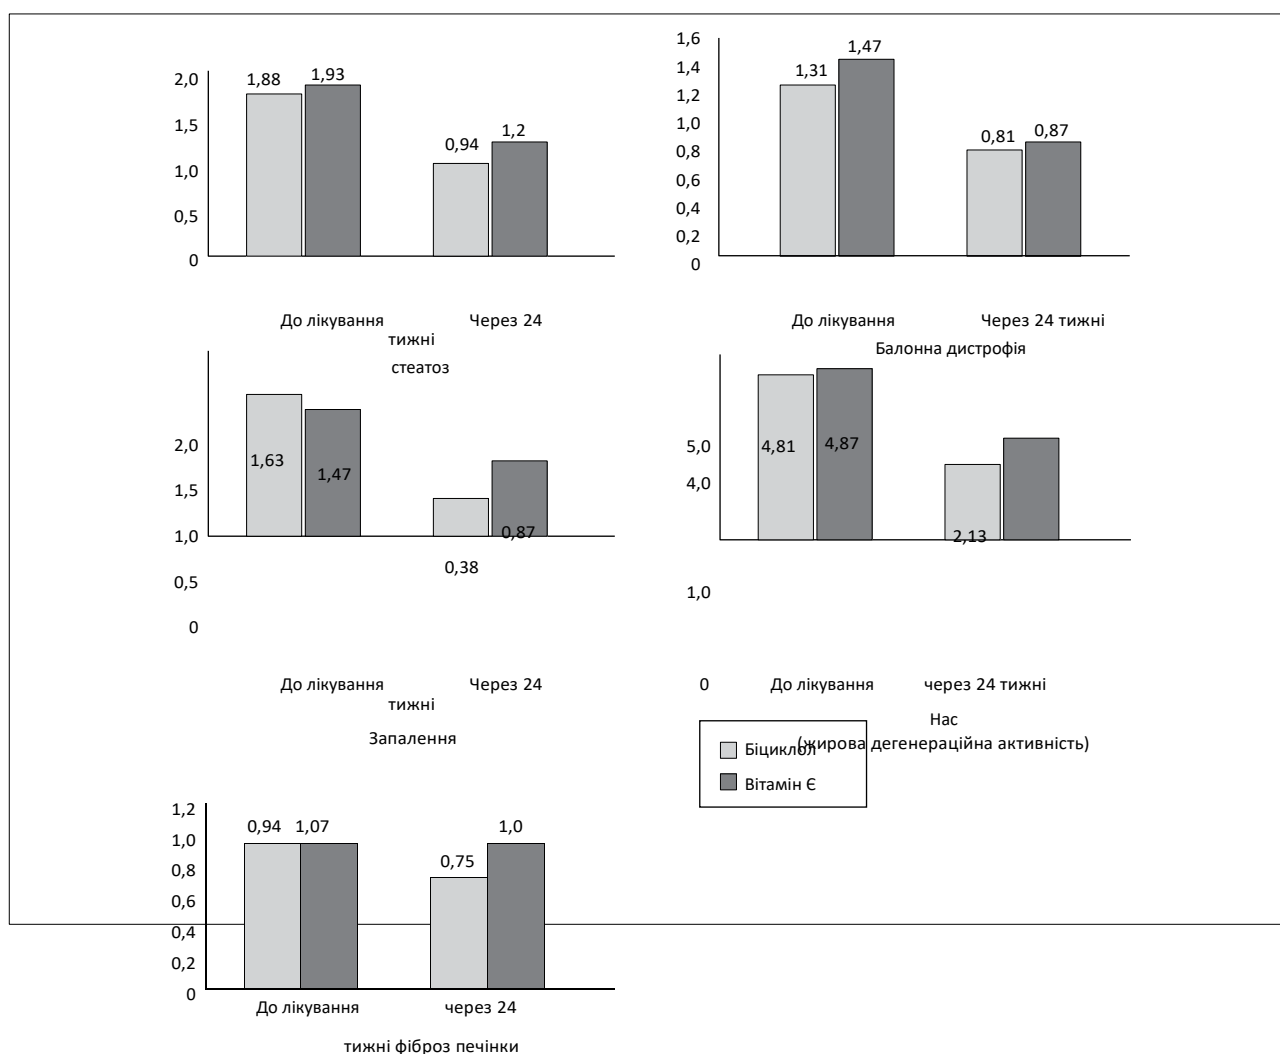 2,0
1,5
1,0
0,5
0
1,88
1,93
0,94
1,2
До лікування
Через 24
тижні
стеатоз
1,6
1,4
1,2
1,0
0,8
0,6
0,4
0,2
0
1,31
1,47
0,81
0,87
До лікування
Через 24 тижні
Балонна дистрофія
2,0
1,5
1,0
0,5
0
1,63
1,47
0,38
0,87
До лікування
Через 24
тижні
Запалення
5,0
4,0
1,0
0
4,81
4,87
2,13
До лікування
через 24 тижні
Нас
(жирова дегенераційна активність)
Біциклол
Вітамін Є
1,2
1,0
0,8
0,6
0,4
0,2
0
0,94
1,07
0,75
1,0
До лікування
через 24
тижні фіброз печінки